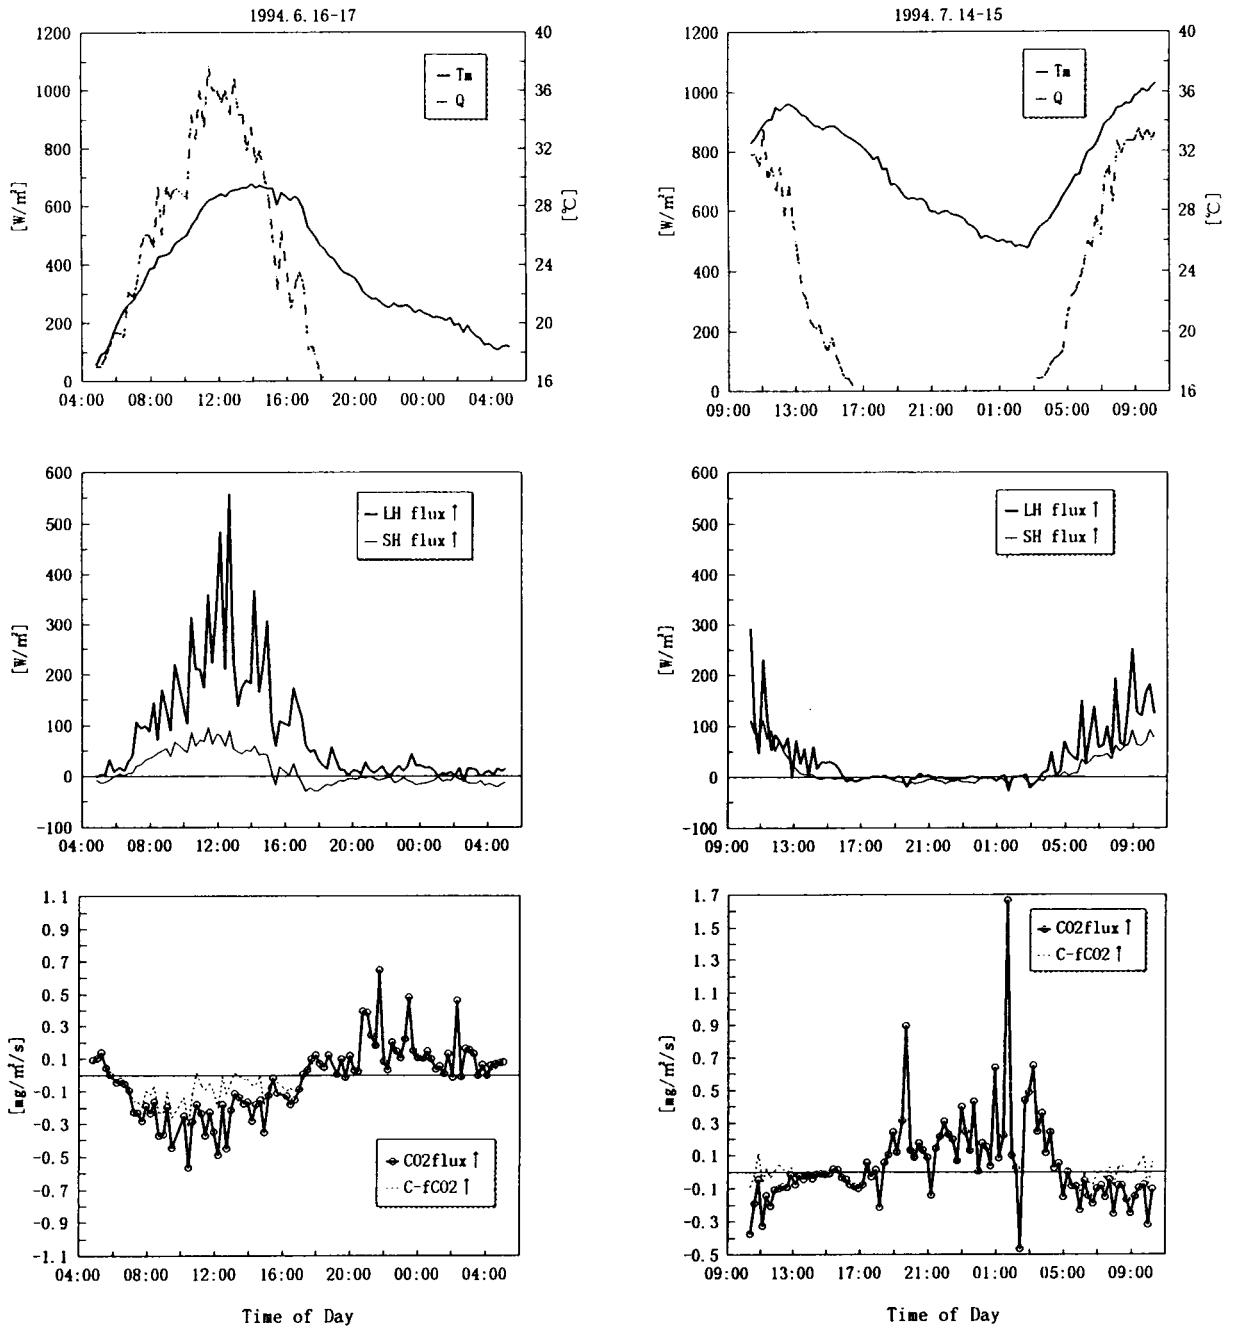 1994. 6. 16-17
1200
1000
800
600
400
200
0
[W/㎡]
40
36
32
28
24
20
16
[℃]
Tm
Q
04:00 08:00 12:00 16:00 20:00 00:00 04:00
1994. 7. 14-15
1200
1000
800
600
400
200
0
[W/㎡]
40
36
32
28
24
20
16
[℃]
Tm
Q
09:00 13:00 17:00 21:00 01:00 05:00 09:00
600
500
400
300
200
100
0
-100
[W/㎡]
LH flux↑
SH flux↑
04:00 08:00 12:00 16:00 20:00 00:00 04:00
600
500
400
300
200
100
0
-100
[W/㎡]
LH flux↑
SH flux↑
09:00 13:00 17:00 21:00 01:00 05:00 09:00
1.1
0.9
0.7
0.5
0.3
0.1
-0.1
-0.3
-0.5
-0.7
-0.9
-1.1
[mg/㎡/s]
CO2flux↑
C-fCO2↑
04:00 08:00 12:00 16:00 20:00 00:00 04:00
Time of Day
1.7
1.5
1.3
1.1
0.9
0.7
0.5
0.3
0.1
-0.1
-0.3
-0.5
[mg/㎡/s]
CO2flux↑
C-fCO2↑
09:00 13:00 17:00 21:00 01:00 05:00 09:00
Time of Day